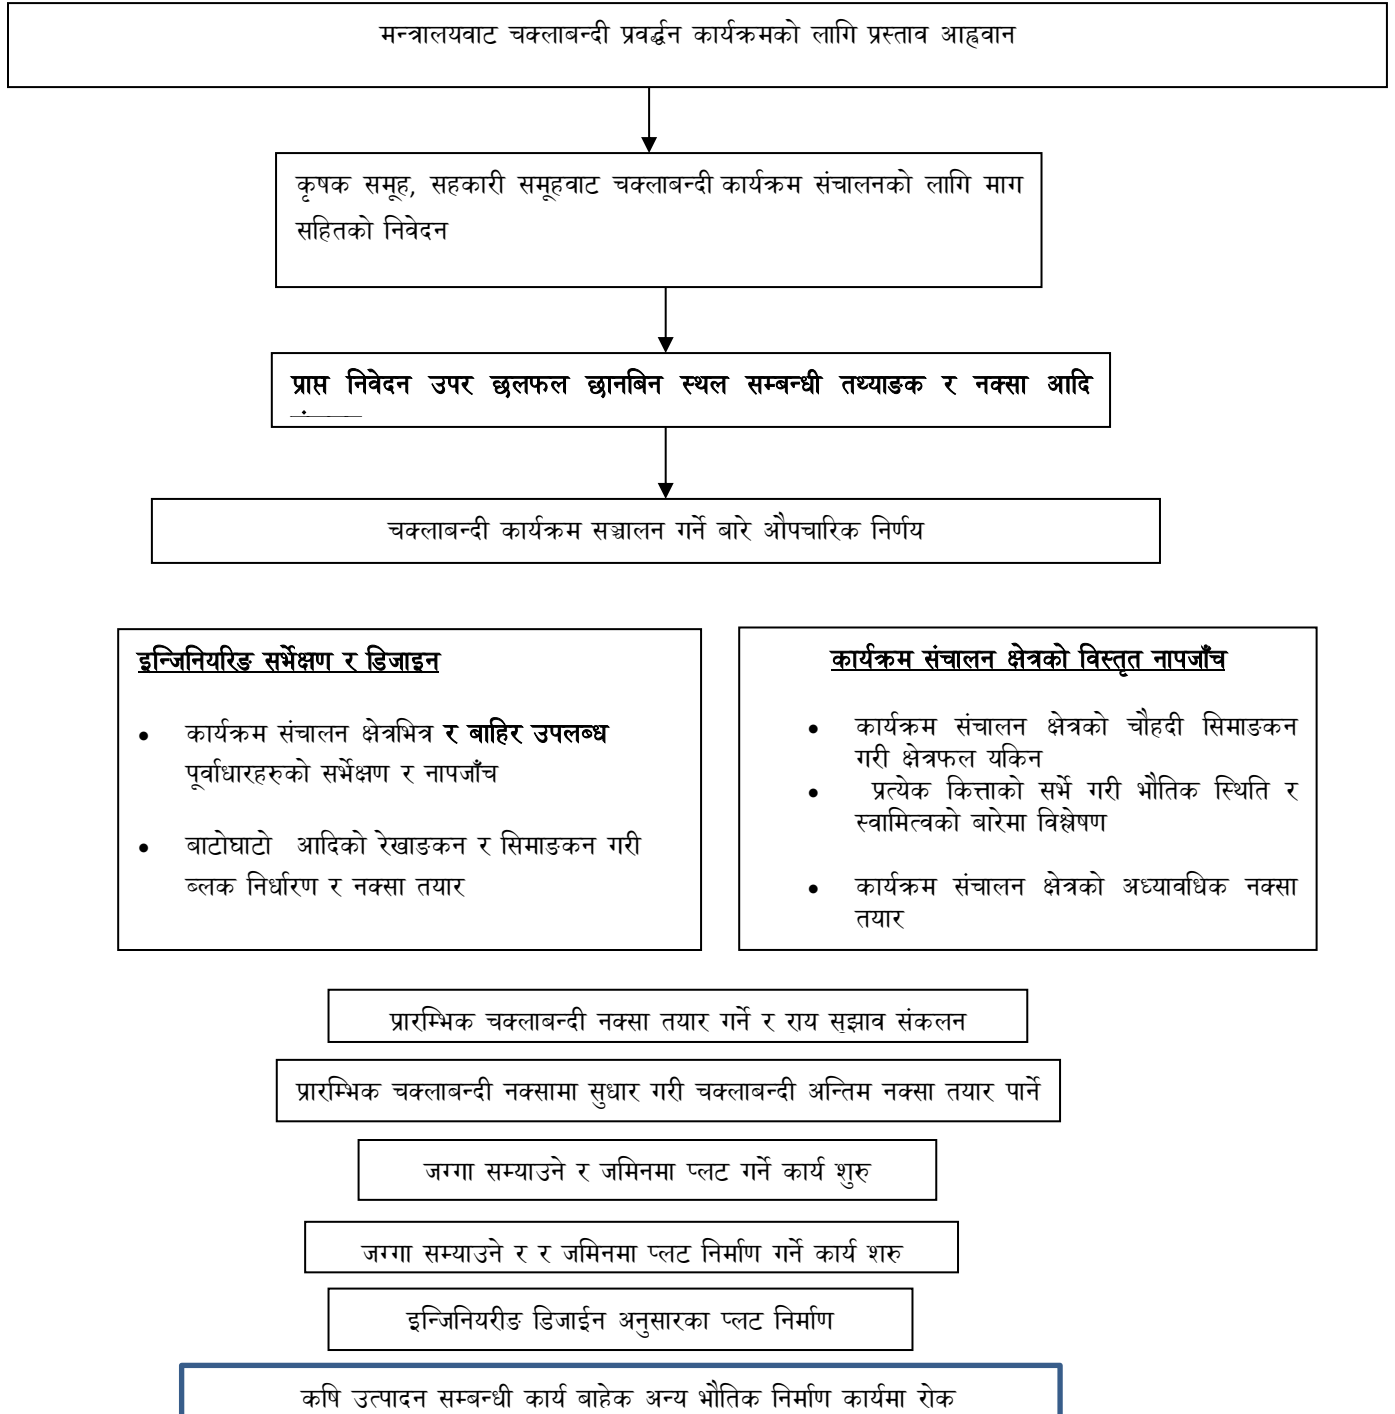 मन्त्रालयवाट चक्लाबन्दी प्रवर्द्धन कार्यक्रमको लागि प्रस्ताव आह्ववान
कृषक समूह, सहकारी समूहवाट चक्लाबन्दी कार्यक्रम संचालनको लागि माग
सहितको निवेदन
प्राप्त निवेदन उपर छलफल छानबिन स्थल सम्बन्धी तथ्याङक र नक्सा आदि
चक्लाबन्दी कार्यक्रम सञ्चालन गर्ने बारे औपचारिक निर्णय
इन्जिनियरिङ सर्भेक्षण र डिजाइन
• कार्यक्रम संचालन क्षेत्रभित्र र बाहिर उपलब्ध
पूर्वाधारहरुको सर्भेक्षण र नापजाँच
• बाटोघाटो आदिको रेखाङकन र सिमाङकन गरी
ब्लक निर्धारण र नक्सा तयार
कार्यक्रम संचालन क्षेत्रको विस्तृत नापजाँच
• कार्यक्रम संचालन क्षेत्रको चौहदी सिमाङकन
गरी क्षेत्रफल यकिन
• प्रत्येक कित्ताको सर्भे गरी भौतिक स्थिति र
स्वामित्वको बारेमा विश्लेषण
• कार्यक्रम संचालन क्षेत्रको अध्यावधिक नक्सा
तयार
प्रारम्भिक चक्लाबन्दी नक्सा तयार गर्ने र राय सुझाव संकलन
प्रारम्भिक चक्लाबन्दी नक्सामा सुधार गरी चक्लाबन्दी अन्तिम नक्सा तयार पार्ने
जग्गा सम्याउने र जमिनमा प्लट गर्ने कार्य शुरु
जग्गा सम्याउने र र जमिनमा प्लट निर्माण गर्ने कार्य शरु
इन्जिनियरीङ डिजाईन अनुसारका प्लट निर्माण
कषि उत्पादन सम्बन्धी कार्य बाहेक अन्य भौतिक निर्माण कार्यमा रोक